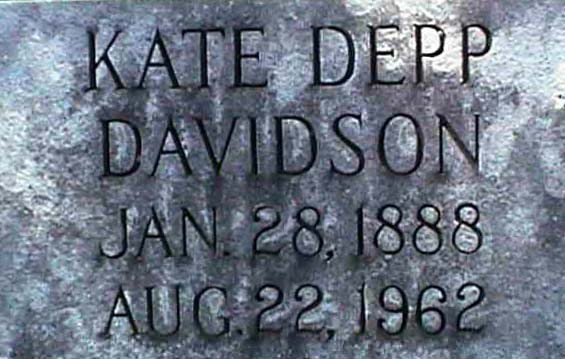 KATE DEPP
DAVIDSON
JAN. 28, 1888
AUG. 22, 1962